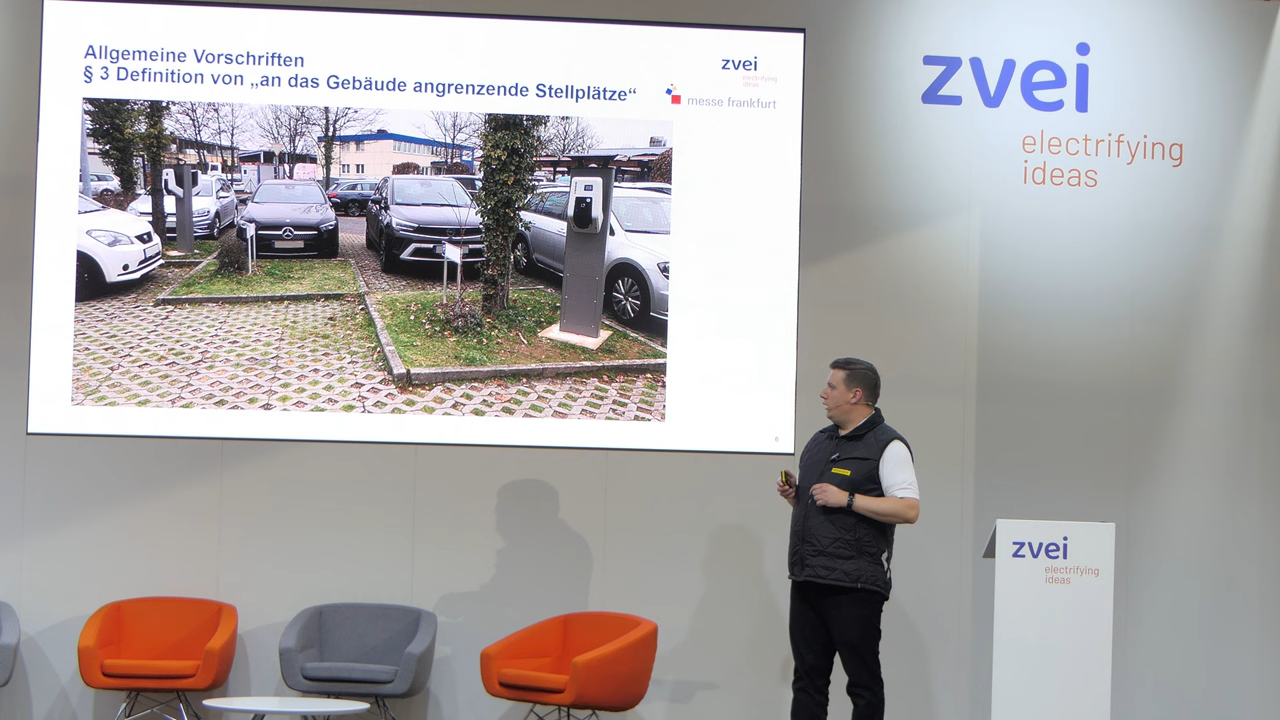 Allgemeine Vorschriften
§ 3 Definition von „an das Gebäude angrenzende Stellplätze“
zvei
electrifying
ideas
messe frankfurt
6
zvei
electrifying
ideas
zvei
electrifying
ideas